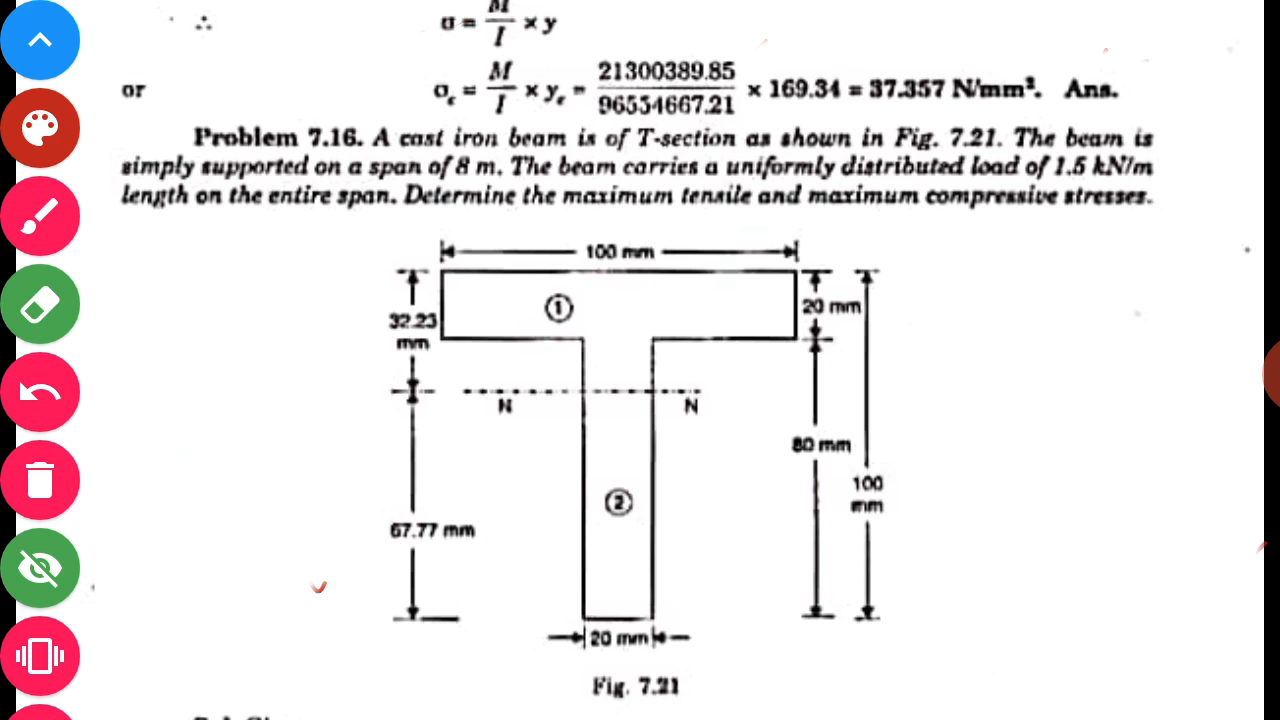 ∴ σ = M/I × y
or σc = M/I × yc = 21300389.85/96554667.21 × 169.34 = 37.357 N/mm². Ans.
Problem 7.16. A cast iron beam is of T-section as shown in Fig. 7.21. The beam is
simply supported on a span of 8 m. The beam carries a uniformly distributed load of 1.5 kN/m
length on the entire span. Determine the maximum tensile and maximum compressive stresses.
100 mm
①
20 mm
32.23
mm
N N
80 mm
100
mm
②
67.77 mm
20 mm
Fig. 7.21